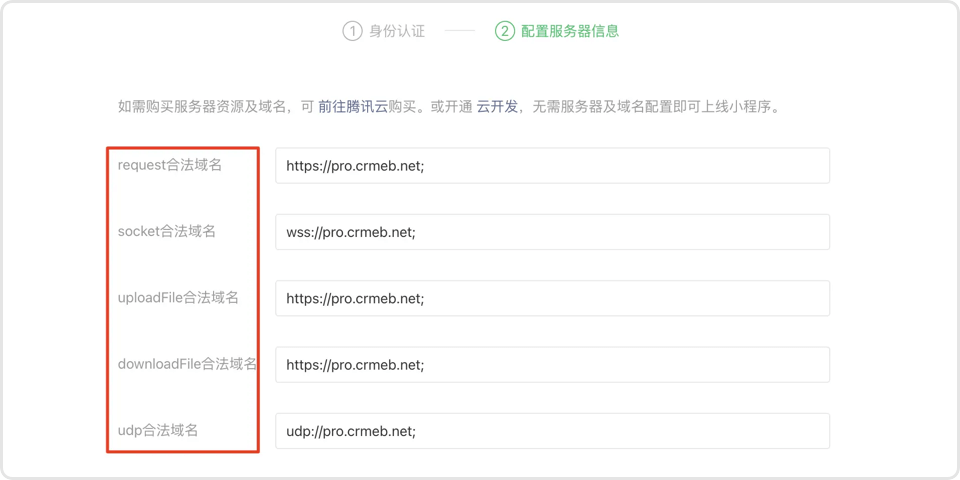 1 身份认证 2 配置服务器信息
如需购买服务器资源及域名，可 前往腾讯云购买。或开通 云开发，无需服务器及域名配置即可上线小程序。
request合法域名 https://pro.crmeb.net;
socket合法域名 wss://pro.crmeb.net;
uploadFile合法域名 https://pro.crmeb.net;
downloadFile合法域名 https://pro.crmeb.net;
udp合法域名 udp://pro.crmeb.net;